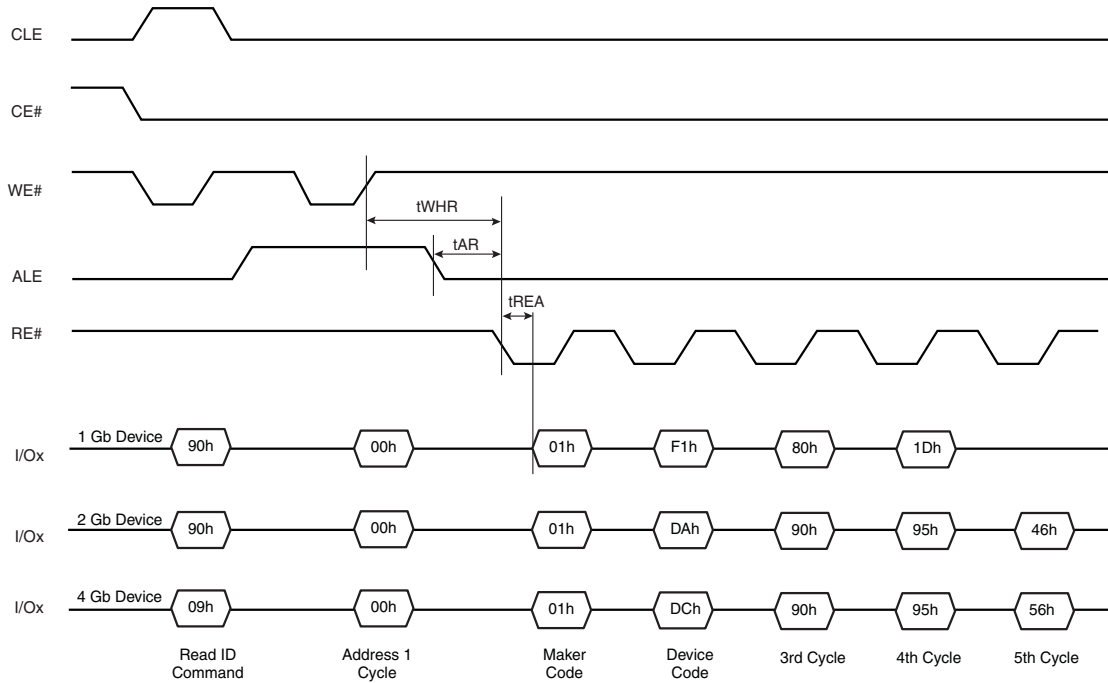 CLE
CE#
WE#
tWHR
tAR
ALE
tREA
RE#
1 Gb Device
I/Ox 90h 00h 01h F1h 80h 1Dh
2 Gb Device
I/Ox 90h 00h 01h DAh 90h 95h 46h
4 Gb Device
I/Ox 09h 00h 01h DCh 90h 95h 56h
Read ID Address 1 Maker Device 3rd Cycle 4th Cycle 5th Cycle
Command Cycle Code Code